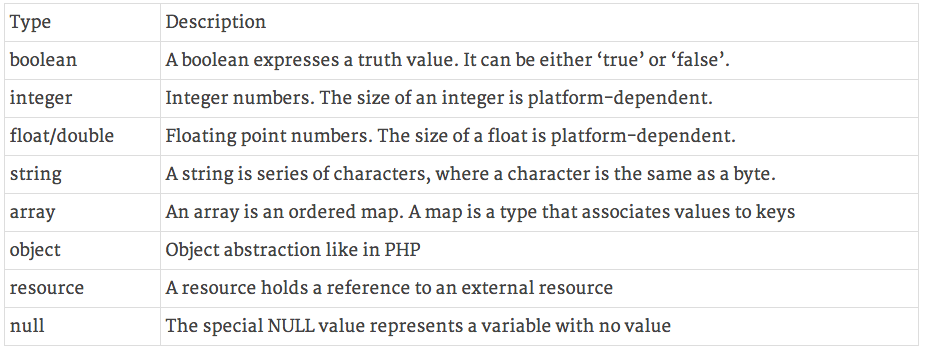 Type Description
boolean A boolean expresses a truth value. It can be either ‘true’ or ‘false’.
integer Integer numbers. The size of an integer is platform-dependent.
float/double Floating point numbers. The size of a float is platform-dependent.
string A string is series of characters, where a character is the same as a byte.
array An array is an ordered map. A map is a type that associates values to keys
object Object abstraction like in PHP
resource A resource holds a reference to an external resource
null The special NULL value represents a variable with no value